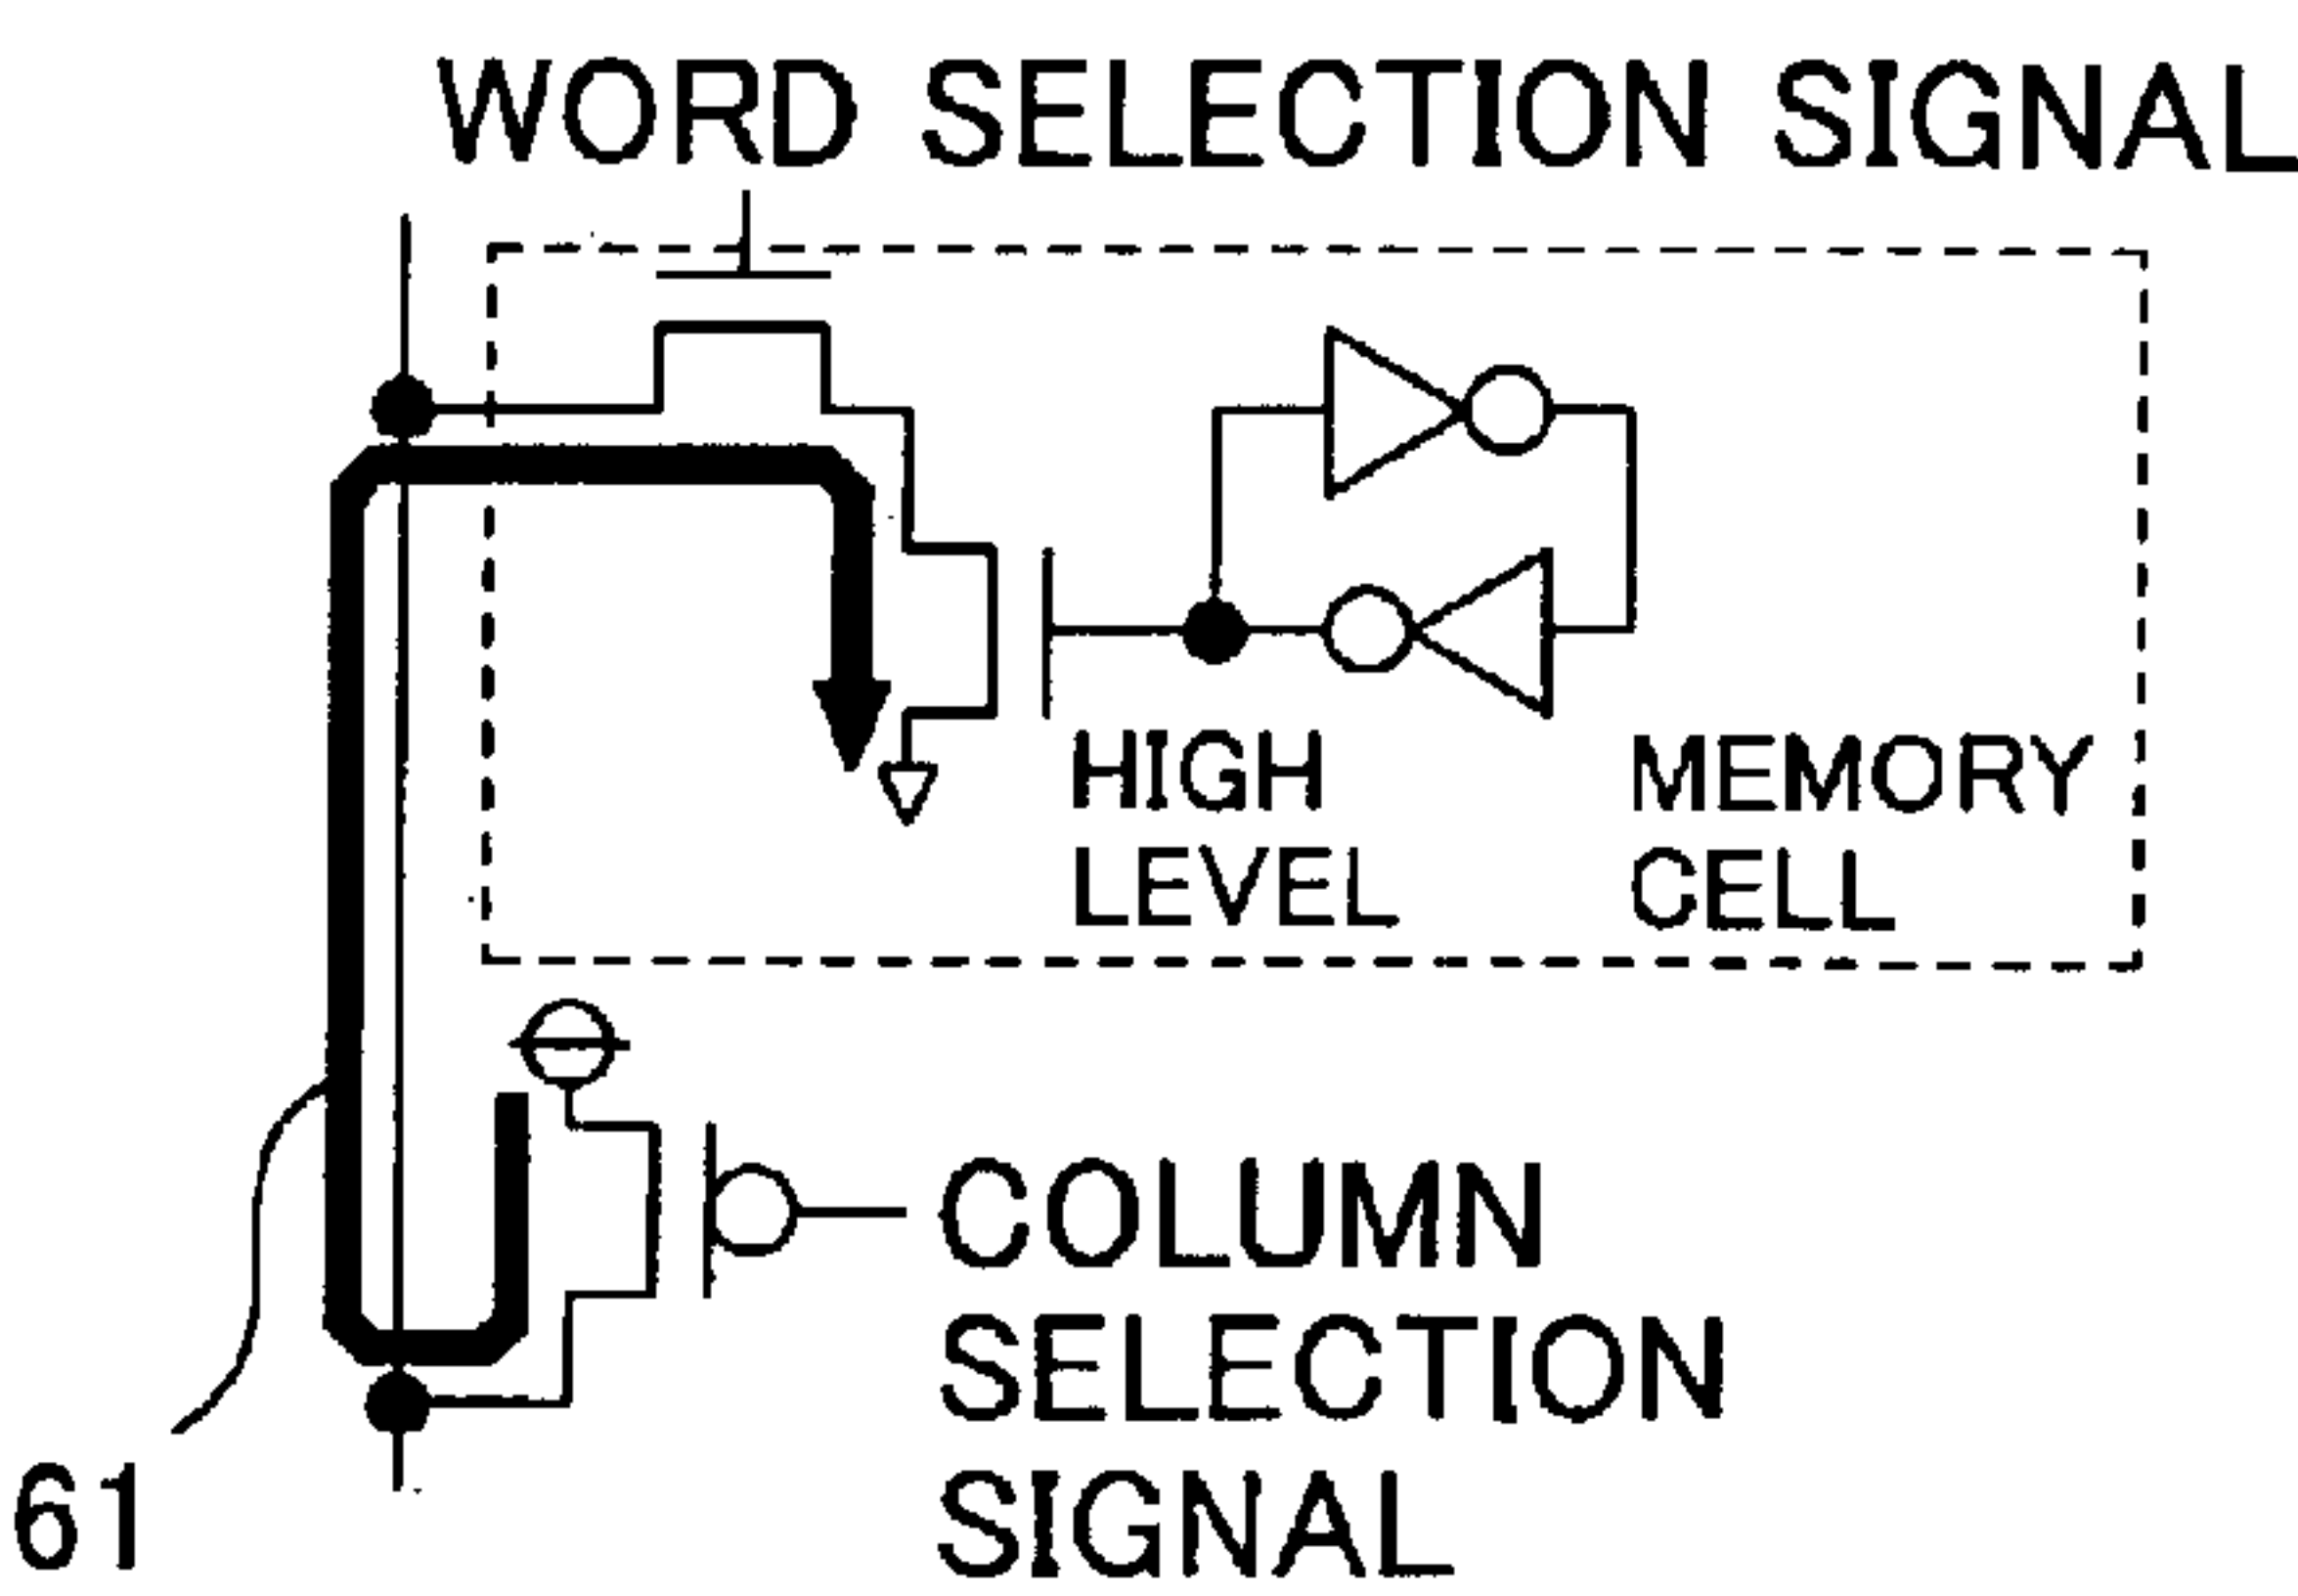 WORD SELECTION SIGNAL
HIGH
LEVEL
MEMORY
CELL
COLUMN
SELECTION
SIGNAL
61